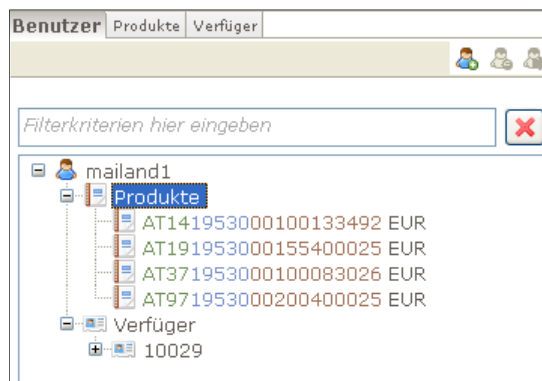 Benutzer Produkte Verfüger
Filterkriterien hier eingeben
mailand1
Produkte
AT141953000100133492 EUR
AT191953000155400025 EUR
AT371953000100083026 EUR
AT971953000200400025 EUR
Verfüger
10029